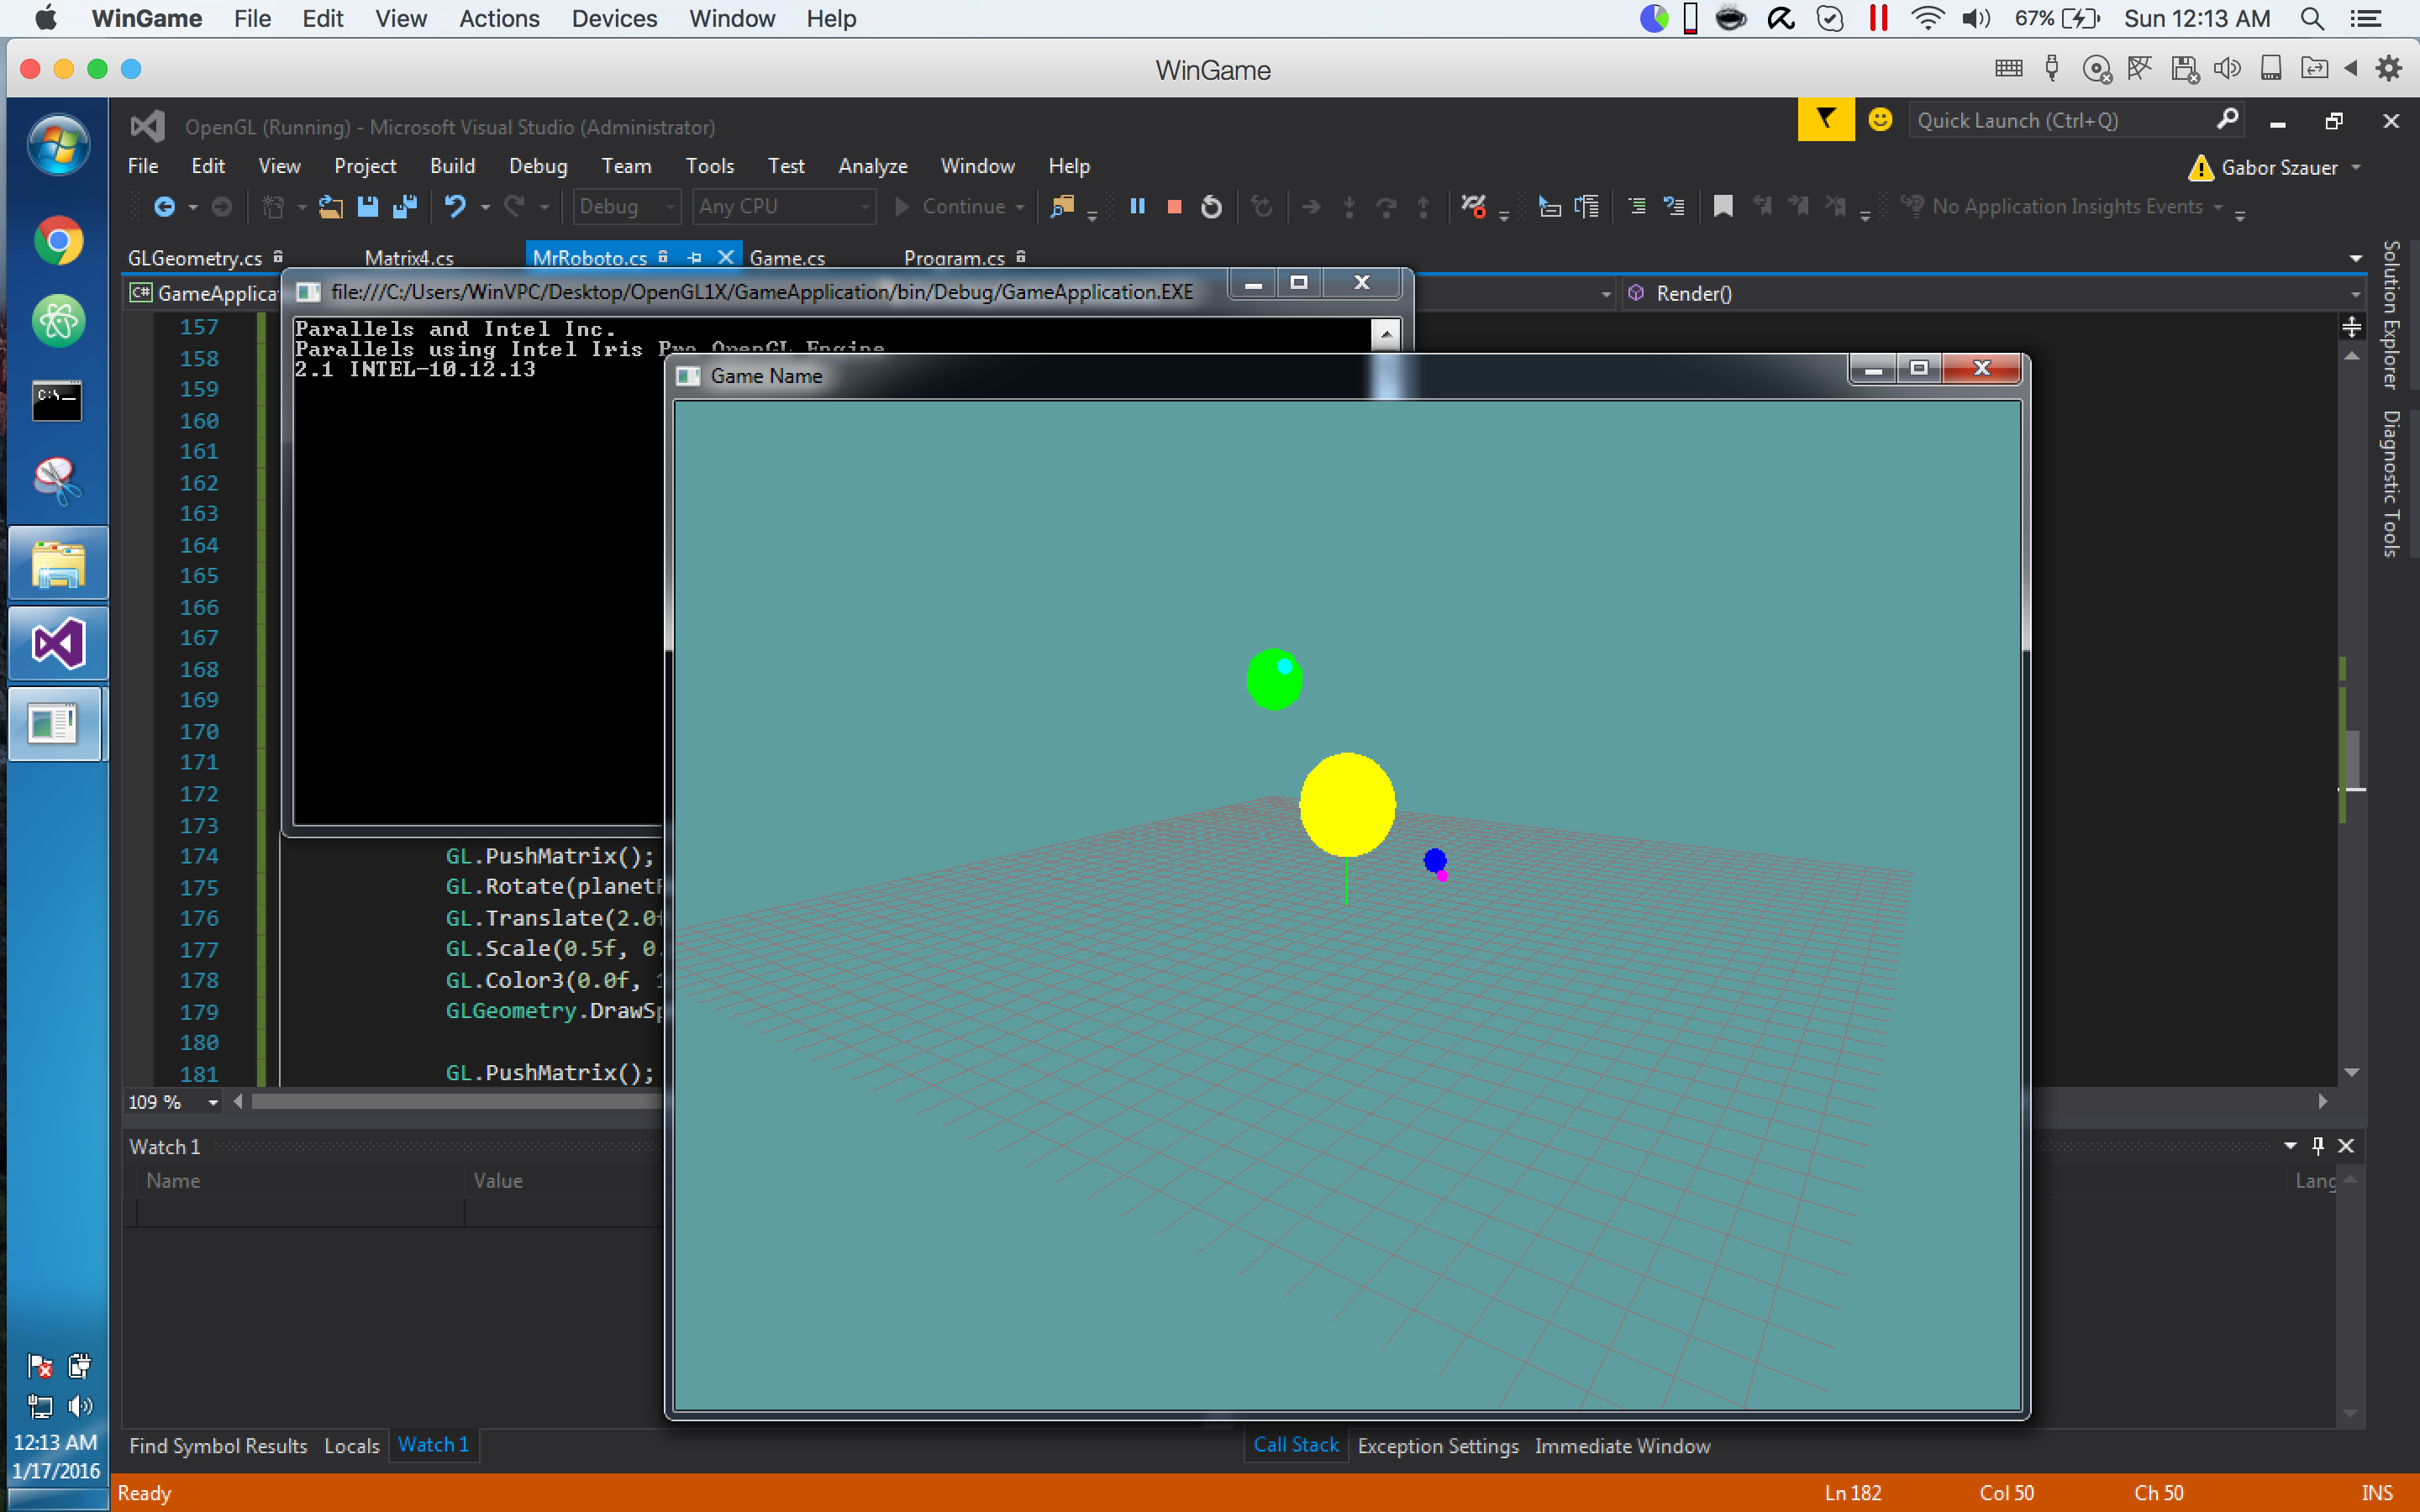 WinGame File Edit View Actions Devices Window Help 67% Sun 12:13 AM
WinGame
OpenGL (Running) - Microsoft Visual Studio (Administrator) Quick Launch (Ctrl+Q)
File Edit View Project Build Debug Team Tools Test Analyze Window Help Gabor Szauer
Debug Any CPU Continue No Application Insights Events
GLGeometry.cs Matrix4.cs MrRoboto.cs Game.cs Program.cs
C# GameApplica Render()
file:///C:/Users/WinVPC/Desktop/OpenGL1X/GameApplication/bin/Debug/GameApplication.EXE
Parallels and Intel Inc.
Parallels using Intel Iris Pro OpenGL Engine
2.1 INTEL-10.12.13
Game Name
Solution Explorer
Diagnostic Tools
157
158
159
160
161
162
163
164
165
166
167
168
169
170
171
172
173
174 GL.PushMatrix();
175 GL.Rotate(planet
176 GL.Translate(2.0f
177 GL.Scale(0.5f, 0.
178 GL.Color3(0.0f, 1
179 GLGeometry.DrawSp
180
181 GL.PushMatrix();
109 %
Watch 1
Name Value Lang
Find Symbol Results Locals Watch 1 Call Stack Exception Settings Immediate Window
12:13 AM
1/17/2016
Ready Ln 182 Col 50 Ch 50 INS